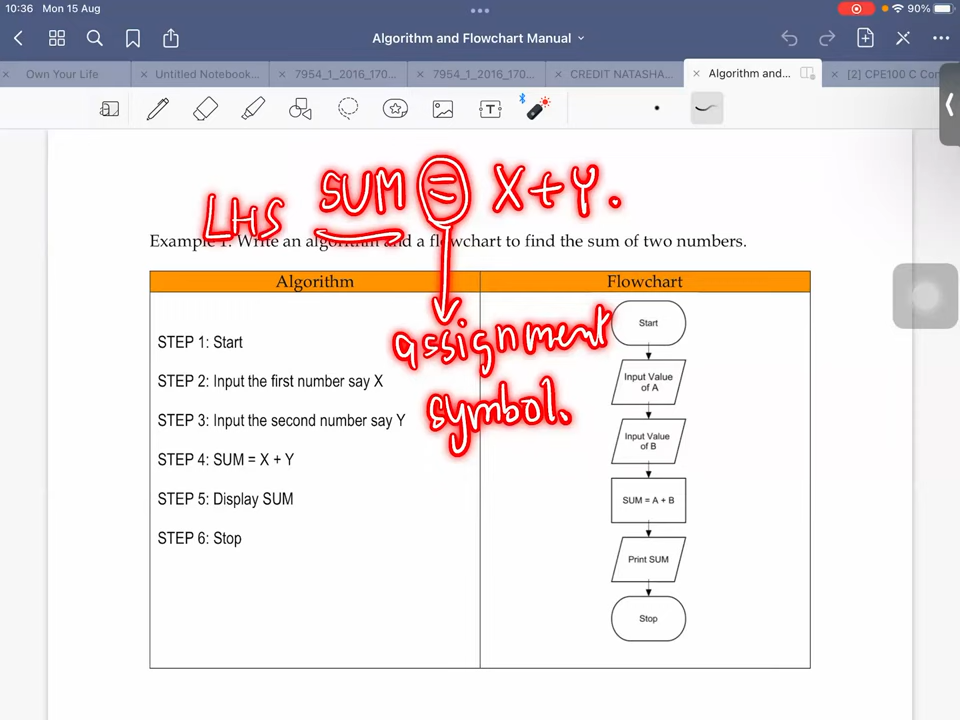 10:36 Mon 15 Aug
90%
Algorithm and Flowchart Manual
Own Your Life
Untitled Notebook...
7954_1_2016_170...
7954_1_2016_170...
CREDIT NATASHA...
Algorithm and...
[2] CPE100 C Con
T
LHS SUM = X + Y.
Example 1: Write an algorithm and a flowchart to find the sum of two numbers.
Algorithm
Flowchart
assignment
symbol.
STEP 1: Start
STEP 2: Input the first number say X
STEP 3: Input the second number say Y
STEP 4: SUM = X + Y
STEP 5: Display SUM
STEP 6: Stop
Start
Input Value
of A
Input Value
of B
SUM = A + B
Print SUM
Stop